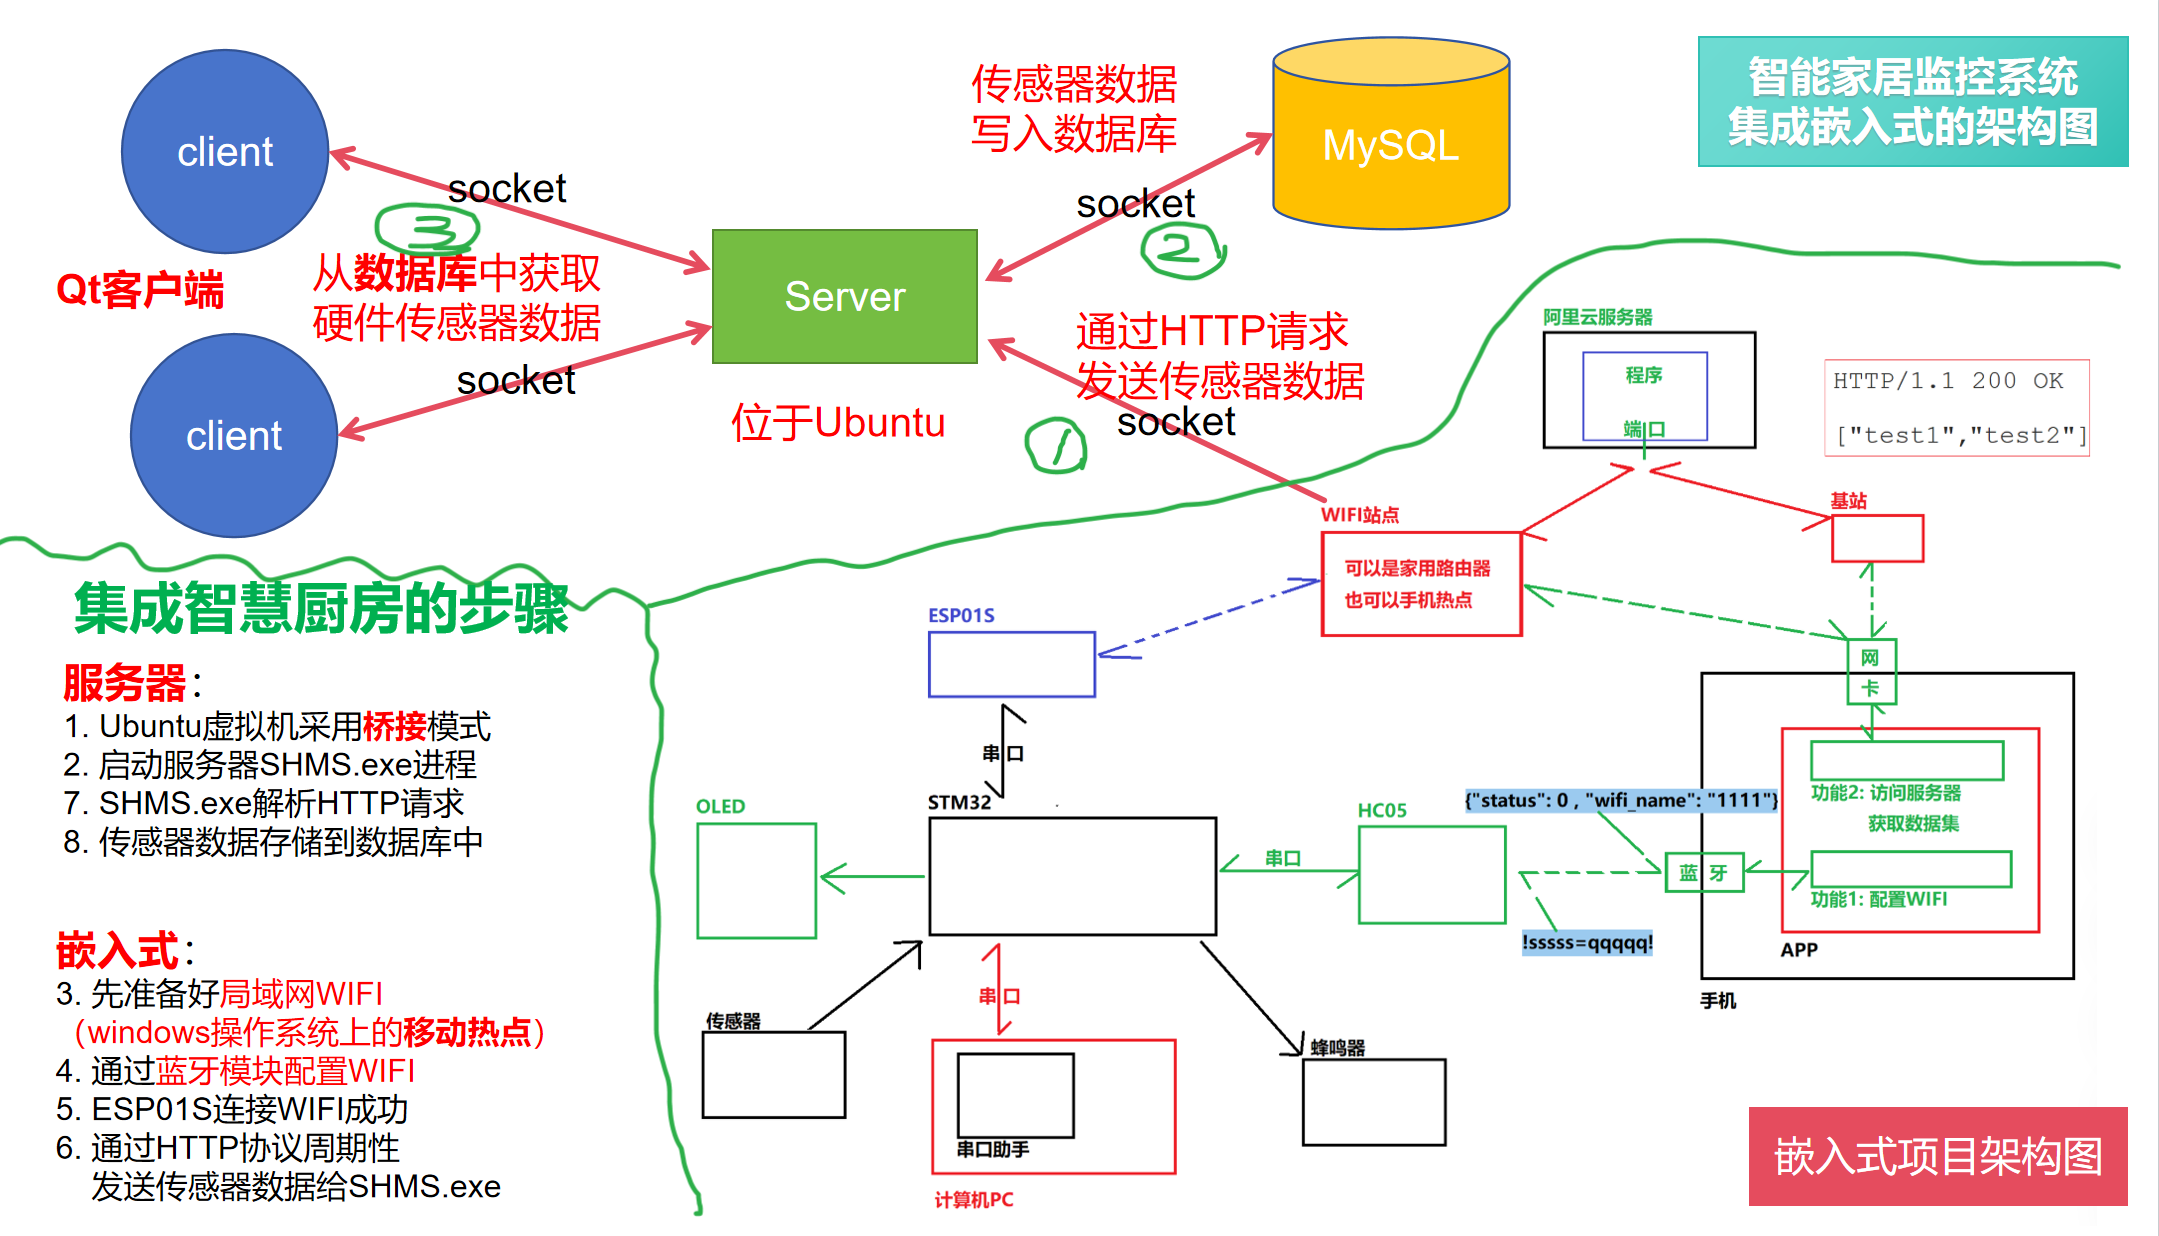 智能家居监控系统
集成嵌入式的架构图
client
socket
③
Qt客户端
从数据库中获取
硬件传感器数据
socket
client
Server
位于Ubuntu
传感器数据
写入数据库
socket
②
MySQL
通过HTTP请求
发送传感器数据
socket
①
集成智慧厨房的步骤
服务器：
1. Ubuntu虚拟机采用桥接模式
2. 启动服务器SHMS.exe进程
7. SHMS.exe解析HTTP请求
8. 传感器数据存储到数据库中
嵌入式：
3. 先准备好局域网WIFI
（windows操作系统上的移动热点）
4. 通过蓝牙模块配置WIFI
5. ESP01S连接WIFI成功
6. 通过HTTP协议周期性
发送传感器数据给SHMS.exe
阿里云服务器
程序
端口
HTTP/1.1 200 OK
["test1","test2"]
WIFI站点
可以是家用路由器
也可以手机热点
基站
ESP01S
串口
网
卡
OLED
STM32
串口
HC05
{"status": 0 , "wifi_name": "1111"}
!sssss=qqqqq!
蓝 牙
功能2: 访问服务器
获取数据集
功能1: 配置WIFI
APP
手机
传感器
串口
串口助手
计算机PC
蜂鸣器
嵌入式项目架构图